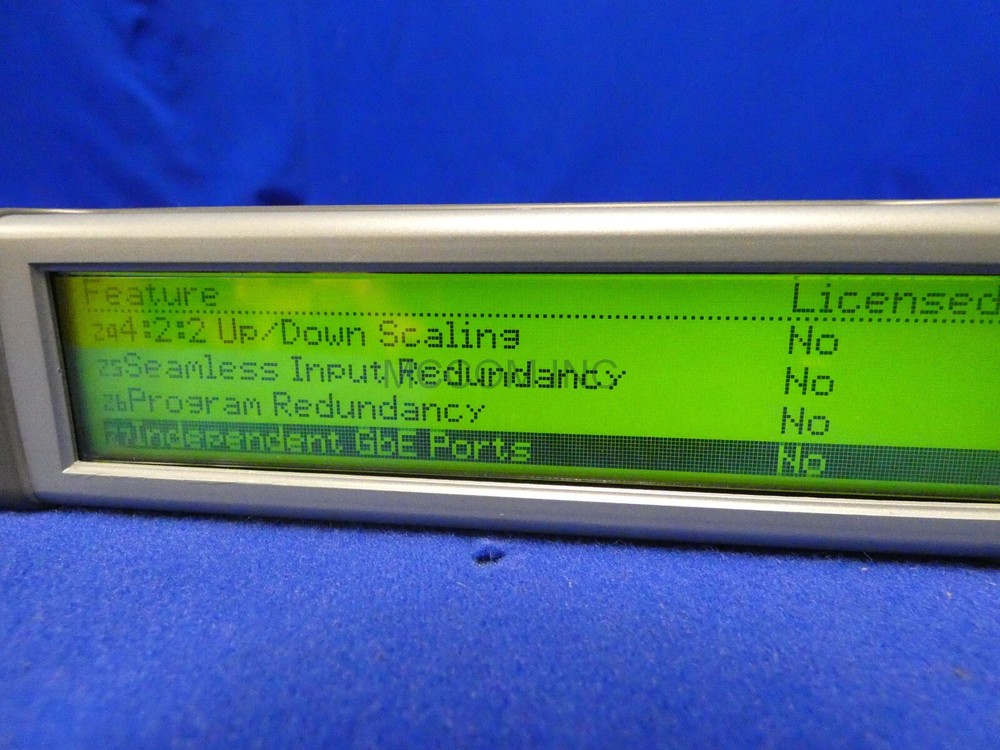 Feature Licensed
24 4:2:2 Up/Down Scaling No
25 Seamless Input Redundancy No
26 Program Redundancy No
27 Independent GbE Ports No